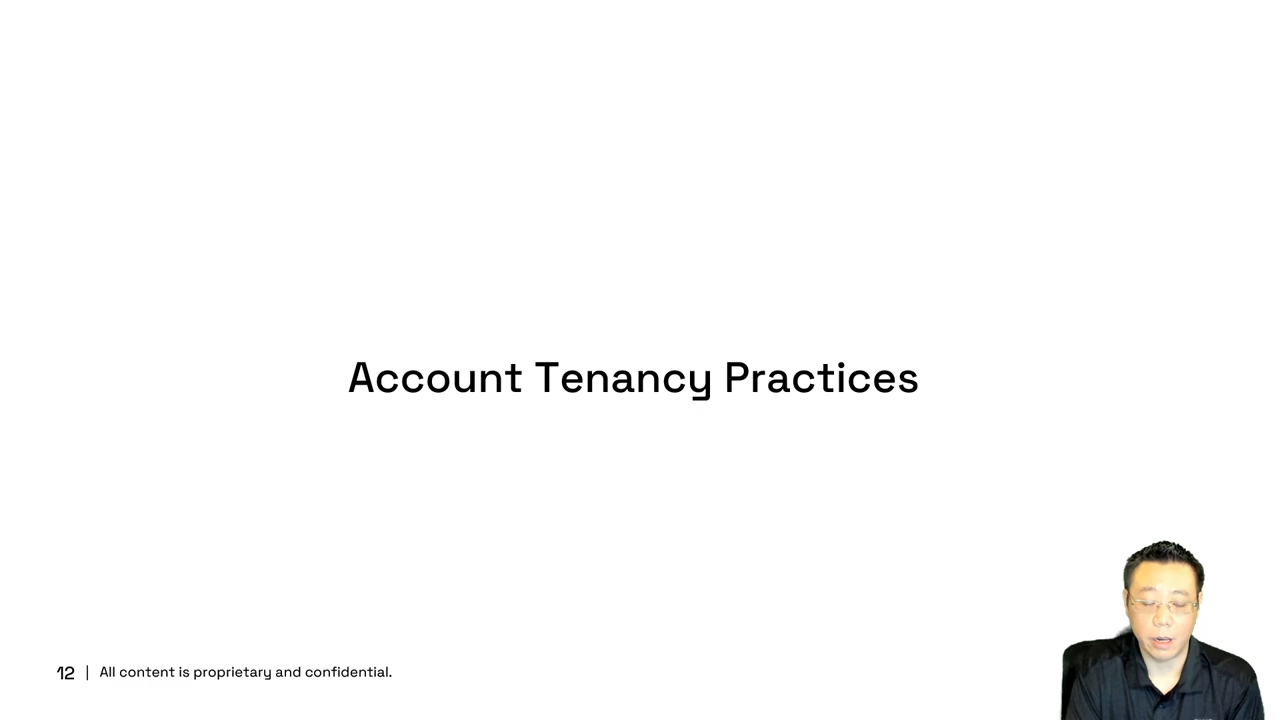 Account Tenancy Practices
12 | All content is proprietary and confidential.